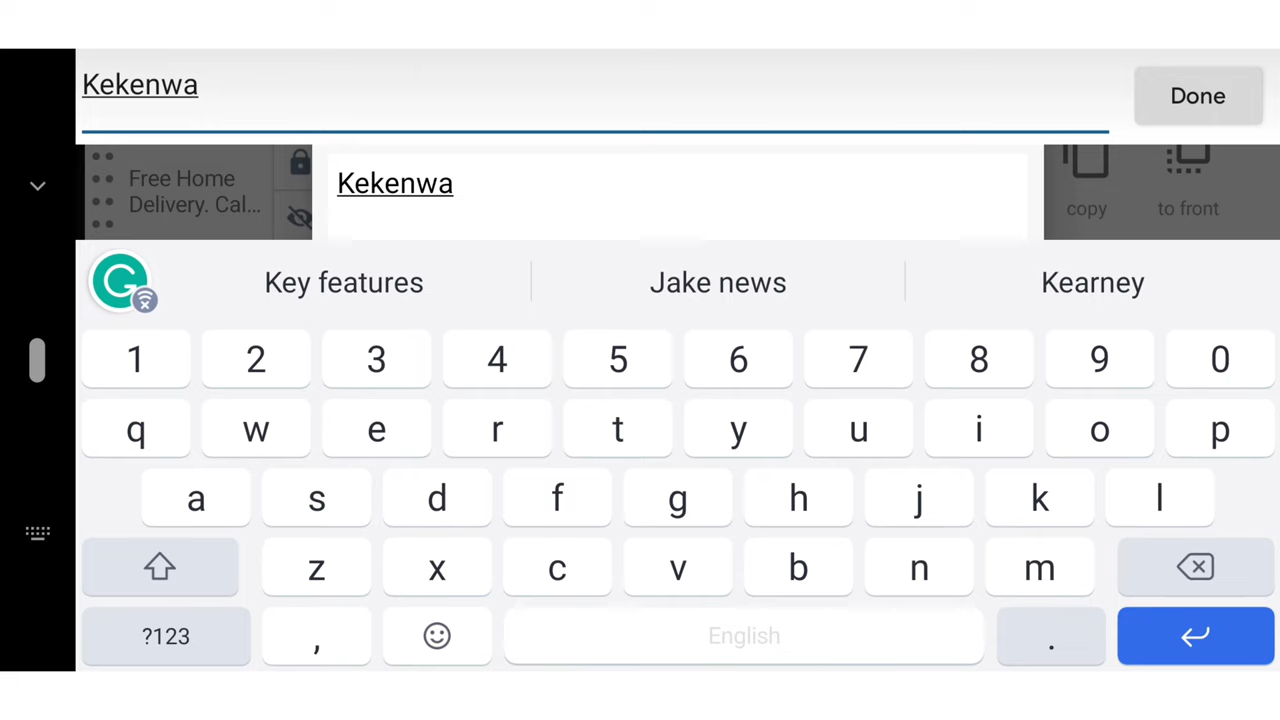 Kekenwa
Done
Free Home
Delivery. Cal...
Kekenwa
copy
to front
Key features
Jake news
Kearney
1 2 3 4 5 6 7 8 9 0
q w e r t y u i o p
a s d f g h j k l
z x c v b n m
?123 , English .